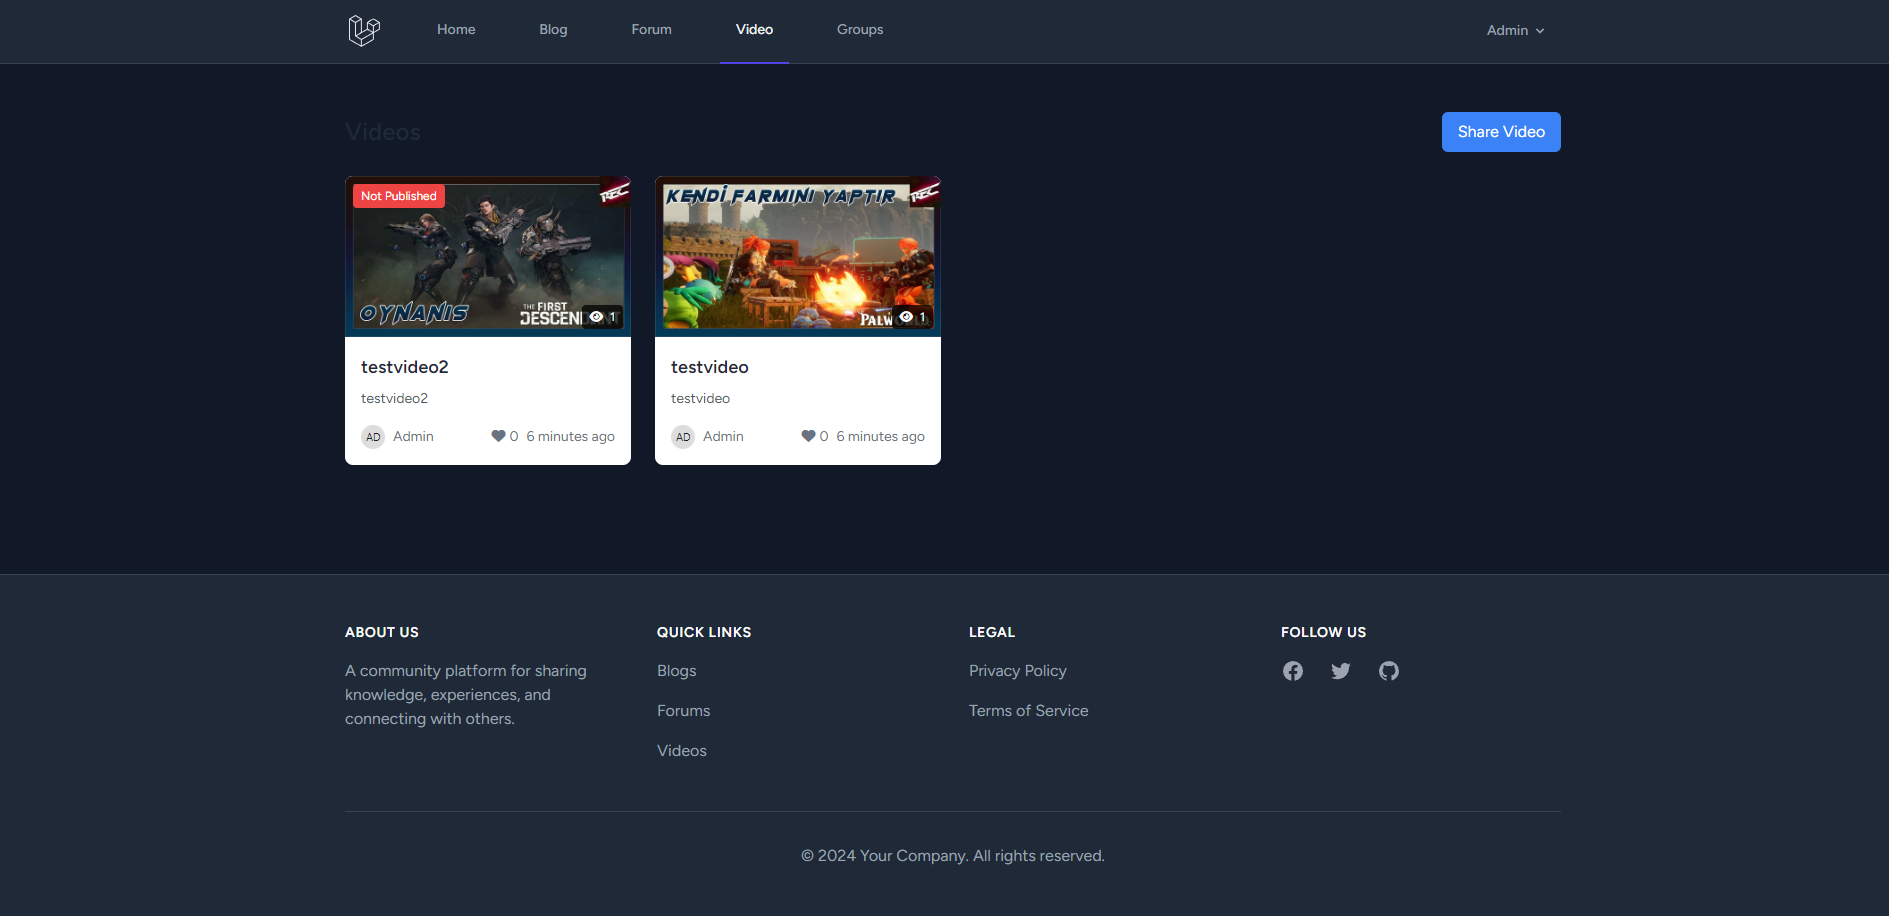 Home
Blog
Forum
Video
Groups
Admin
Videos
Share Video
Not Published
OYNANIS
THE FIRST
DESCENDANT
1
KENDİ FARMINI YAPTIR
1
testvideo2
testvideo2
AD
Admin
0
6 minutes ago
testvideo
testvideo
AD
Admin
0
6 minutes ago
ABOUT US
A community platform for sharing
knowledge, experiences, and
connecting with others.
QUICK LINKS
Blogs
Forums
Videos
LEGAL
Privacy Policy
Terms of Service
FOLLOW US
© 2024 Your Company. All rights reserved.